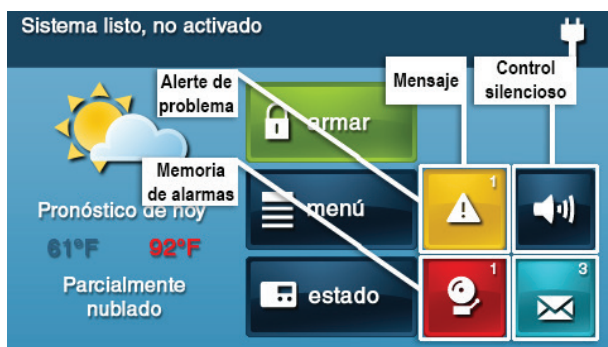 Sistema listo, no activado
Alerte de
problema
Mensaje
Control
silencioso
armar
Memoria
de alarmas
1
Pronóstico de hoy
menú
61°F
92°F
1
3
Parcialmente
nublado
estado